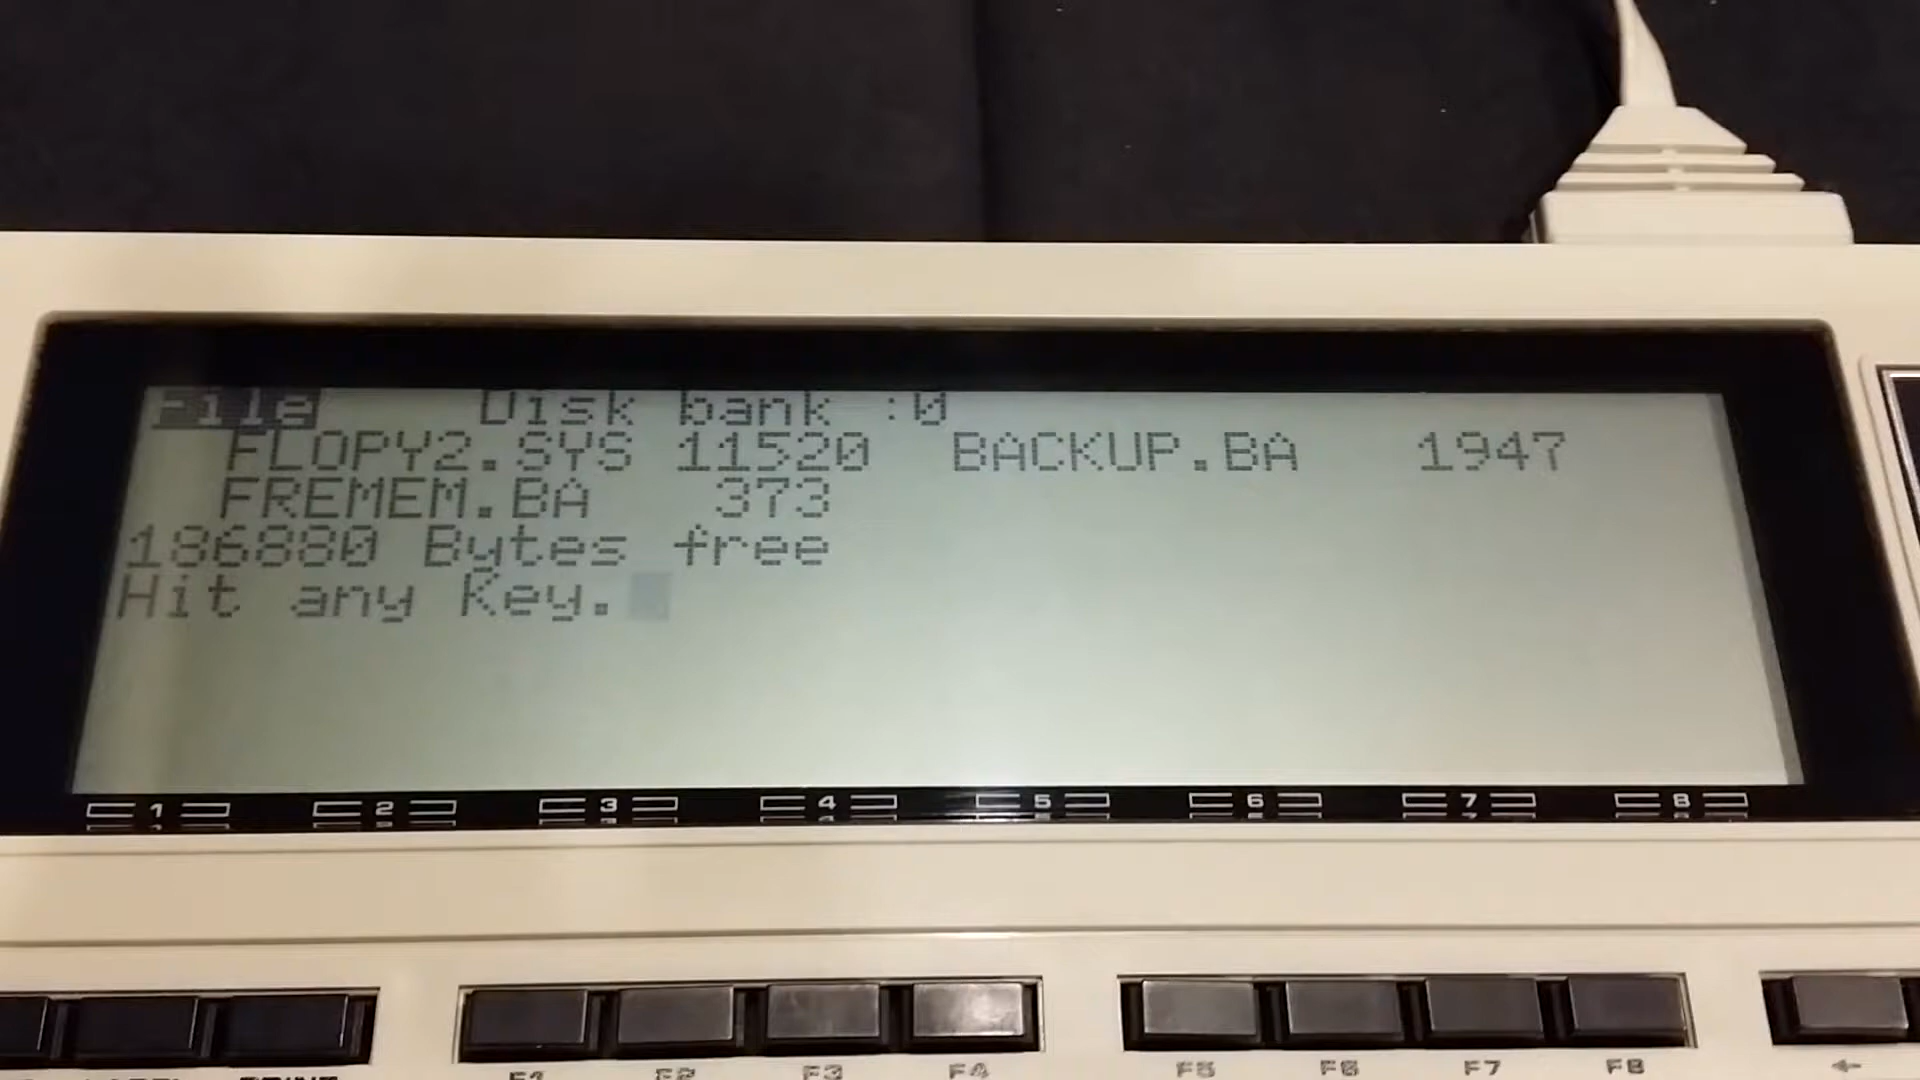 File Disk bank :0
FLOPY2.SYS 11520 BACKUP.BA 1947
FREMEM.BA 373
186880 Bytes free
Hit any Key.
1 2 3 4 5 6 7 8
F1 F2 F3 F4 F5 F6 F7 F8 ←